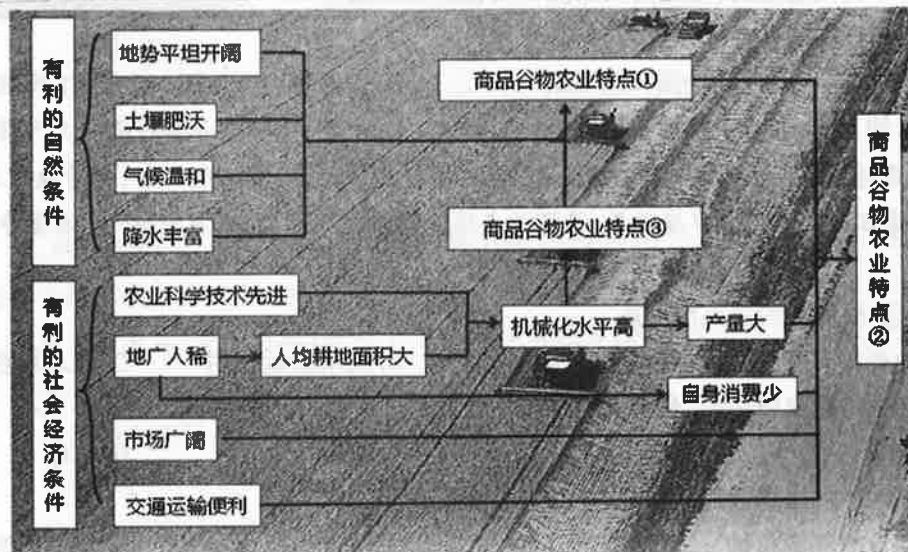 有利的自然条件
地势平坦开阔
土壤肥沃
气候温和
降水丰富
商品谷物农业特点①
商品谷物农业特点③
商品谷物农业特点②
有利的社会经济条件
农业科学技术先进
地广人稀
人均耕地面积大
机械化水平高
产量大
自身消费少
市场广阔
交通运输便利